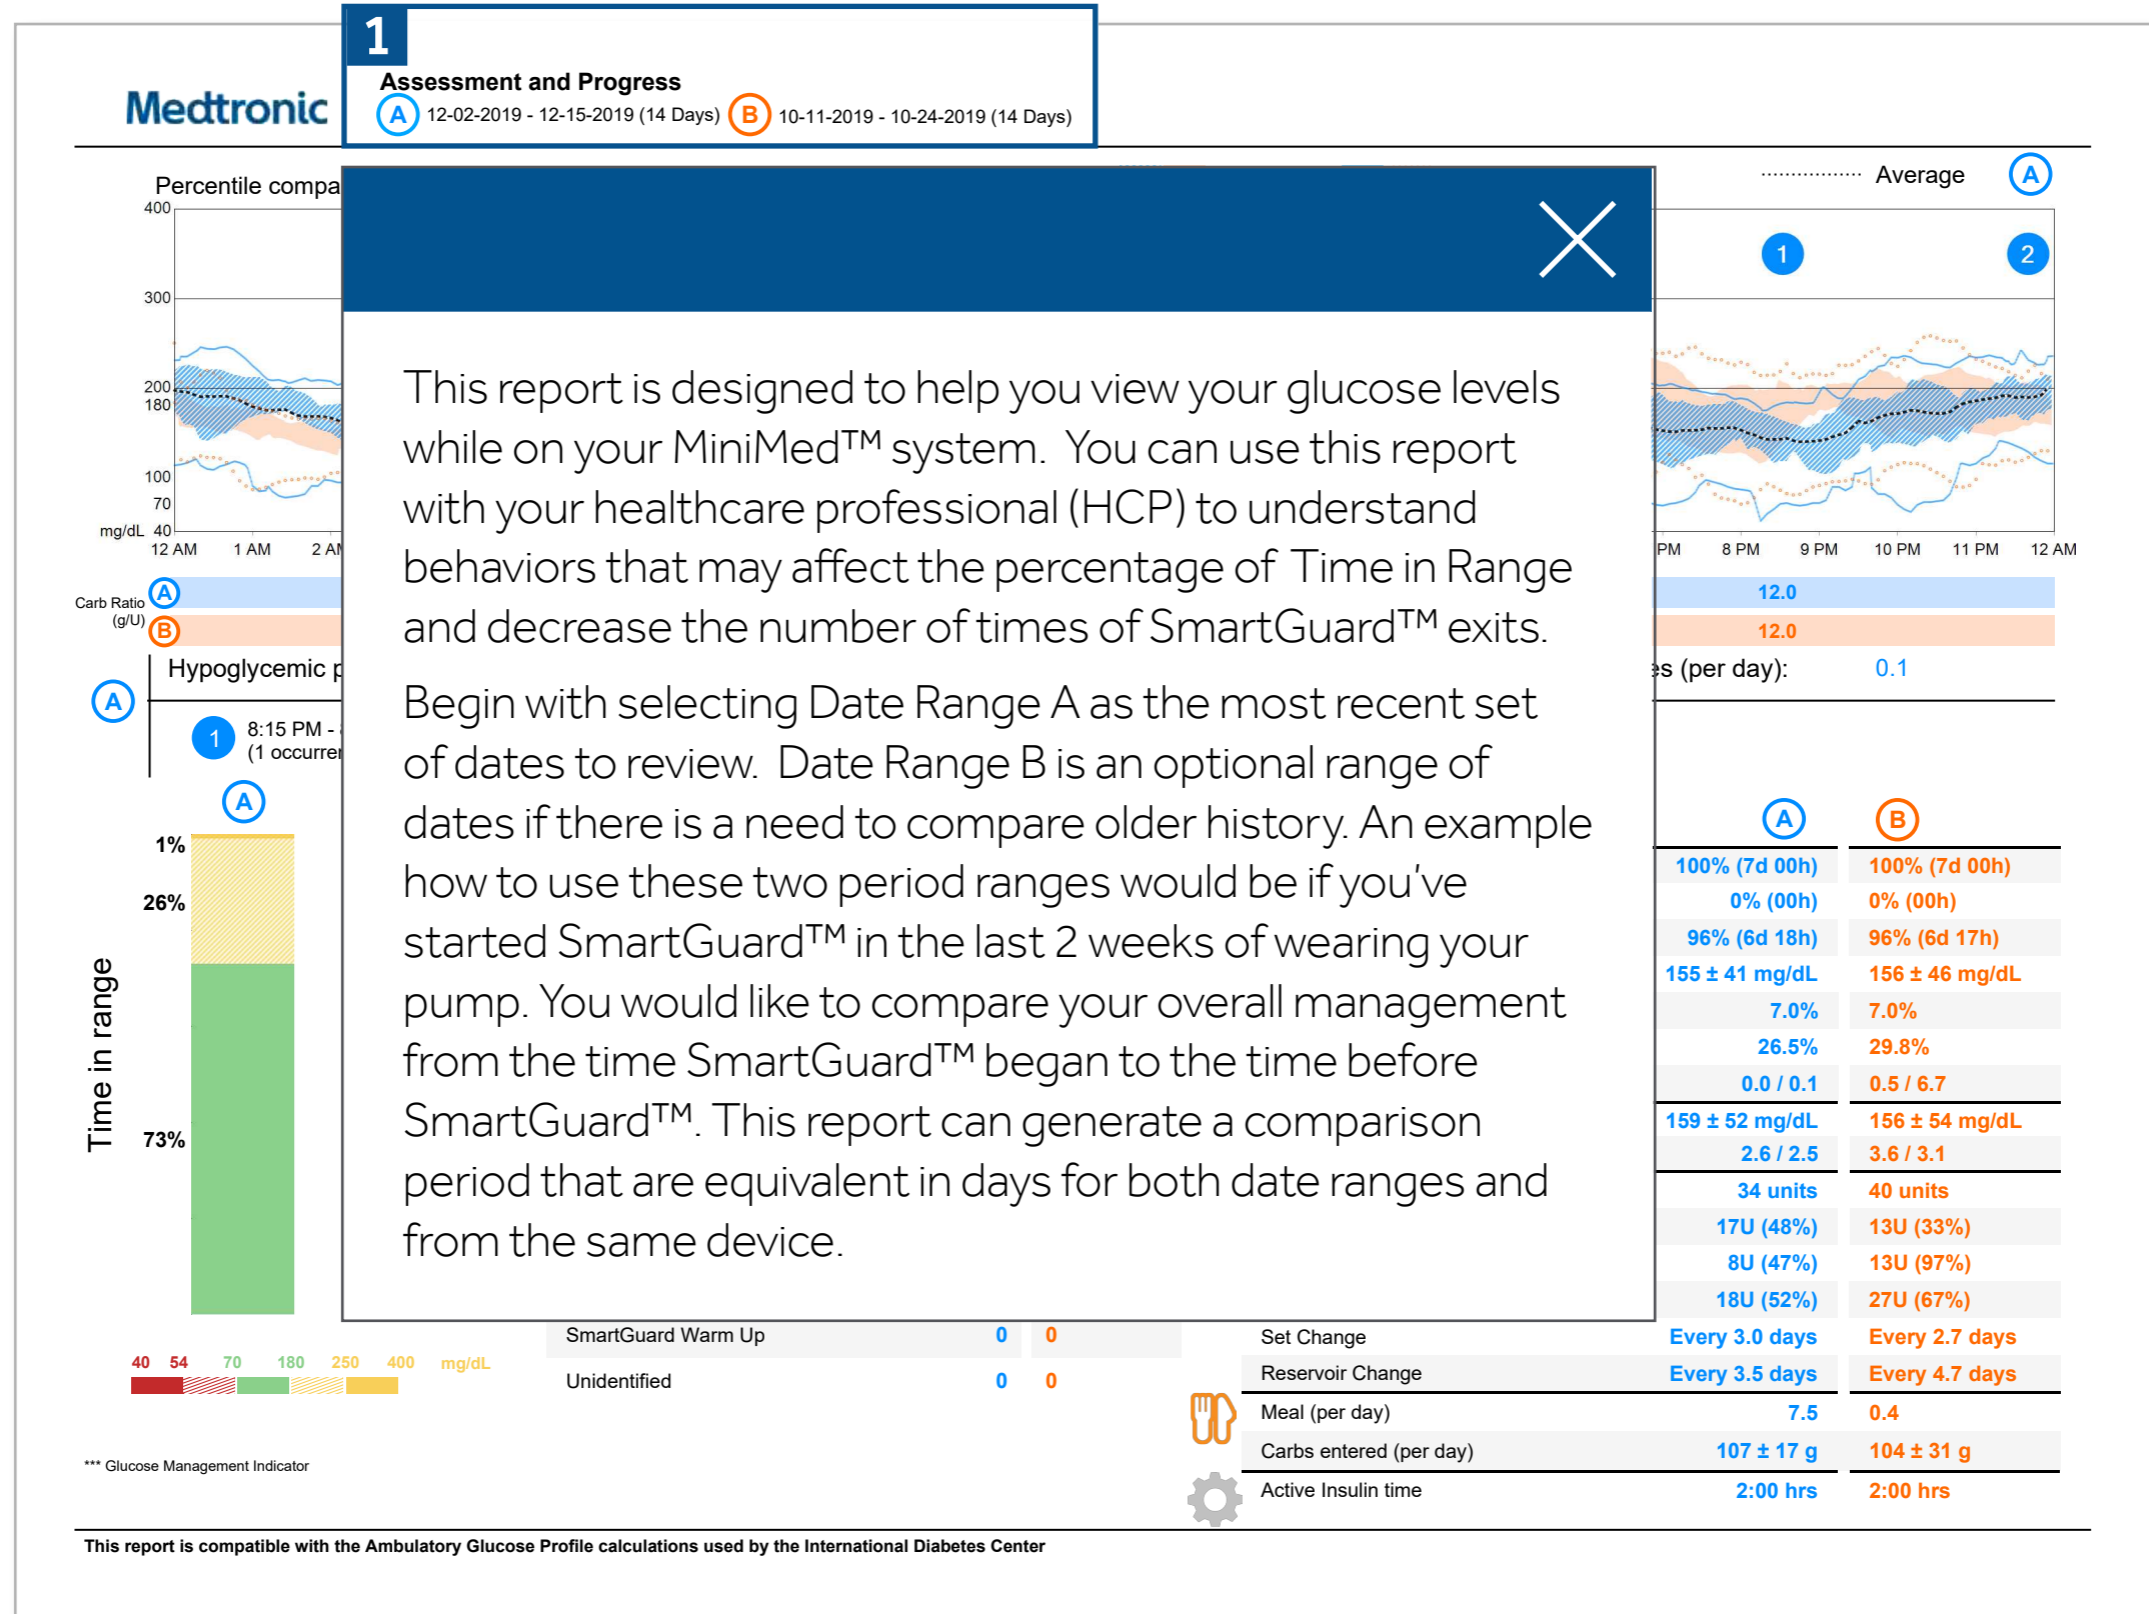 1
Assessment and Progress
Medtronic
A 12-02-2019 - 12-15-2019 (14 Days) B 10-11-2019 - 10-24-2019 (14 Days)
Percentile compa
Average A
400
300
200
180
100
70
mg/dL 40
1 2
12 AM 1 AM 2 AM
PM 8 PM 9 PM 10 PM 11 PM 12 AM
Carb Ratio
(g/U)
A 12.0
B 12.0
Hypoglycemic p
es (per day): 0.1
A
1 8:15 PM -
(1 occurren
This report is designed to help you view your glucose levels
while on your MiniMed™ system. You can use this report
with your healthcare professional (HCP) to understand
behaviors that may affect the percentage of Time in Range
and decrease the number of times of SmartGuard™ exits.
Begin with selecting Date Range A as the most recent set
of dates to review. Date Range B is an optional range of
dates if there is a need to compare older history. An example
how to use these two period ranges would be if you've
started SmartGuard™ in the last 2 weeks of wearing your
pump. You would like to compare your overall management
from the time SmartGuard™ began to the time before
SmartGuard™. This report can generate a comparison
period that are equivalent in days for both date ranges and
from the same device.
A
1%
26%
73%
Time in range
40 54 70 180 250 400 mg/dL
A B
100% (7d 00h) 100% (7d 00h)
0% (00h) 0% (00h)
96% (6d 18h) 96% (6d 17h)
155 ± 41 mg/dL 156 ± 46 mg/dL
7.0% 7.0%
26.5% 29.8%
0.0 / 0.1 0.5 / 6.7
159 ± 52 mg/dL 156 ± 54 mg/dL
2.6 / 2.5 3.6 / 3.1
34 units 40 units
17U (48%) 13U (33%)
8U (47%) 13U (97%)
18U (52%) 27U (67%)
SmartGuard Warm Up 0 0
Unidentified 0 0
Set Change Every 3.0 days Every 2.7 days
Reservoir Change Every 3.5 days Every 4.7 days
Meal (per day) 7.5 0.4
Carbs entered (per day) 107 ± 17 g 104 ± 31 g
Active Insulin time 2:00 hrs 2:00 hrs
*** Glucose Management Indicator
This report is compatible with the Ambulatory Glucose Profile calculations used by the International Diabetes Center